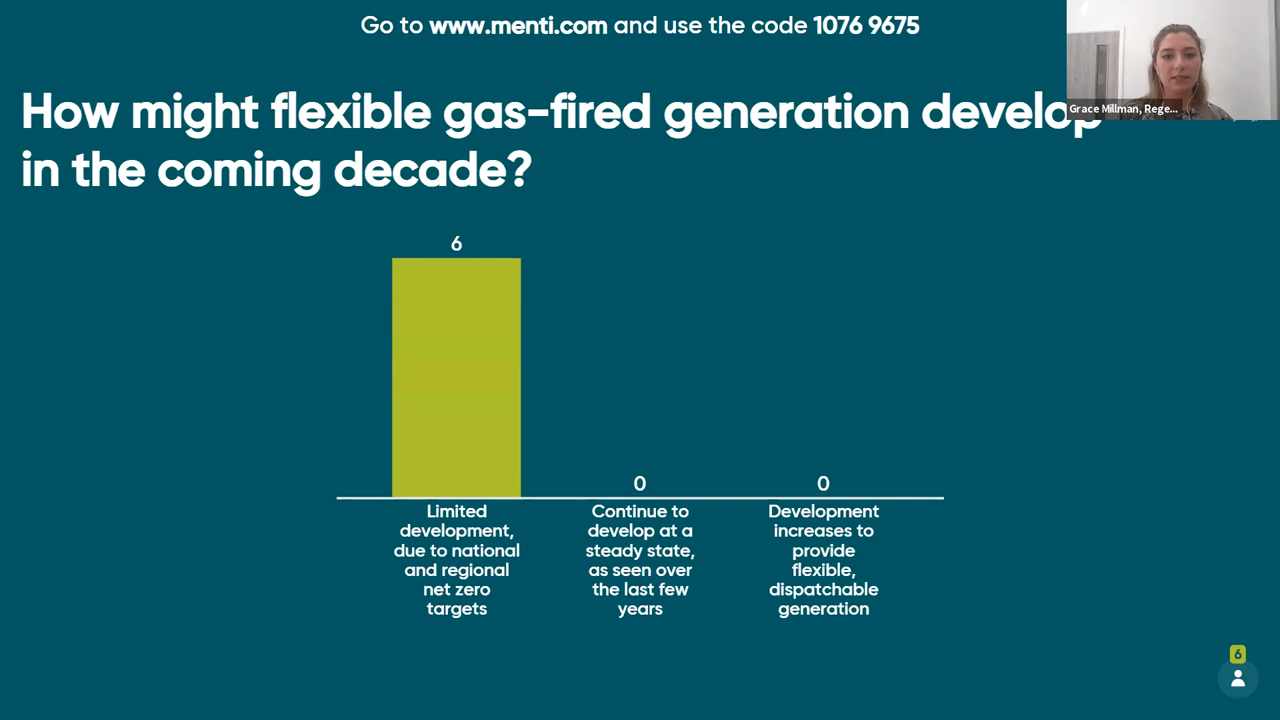 Go to www.menti.com and use the code 1076 9675
Grace Millman, Rege...
How might flexible gas-fired generation develop
in the coming decade?
6
0
0
Limited
development,
due to national
and regional
net zero
targets
Continue to
develop at a
steady state,
as seen over
the last few
years
Development
increases to
provide
flexible,
dispatchable
generation
6